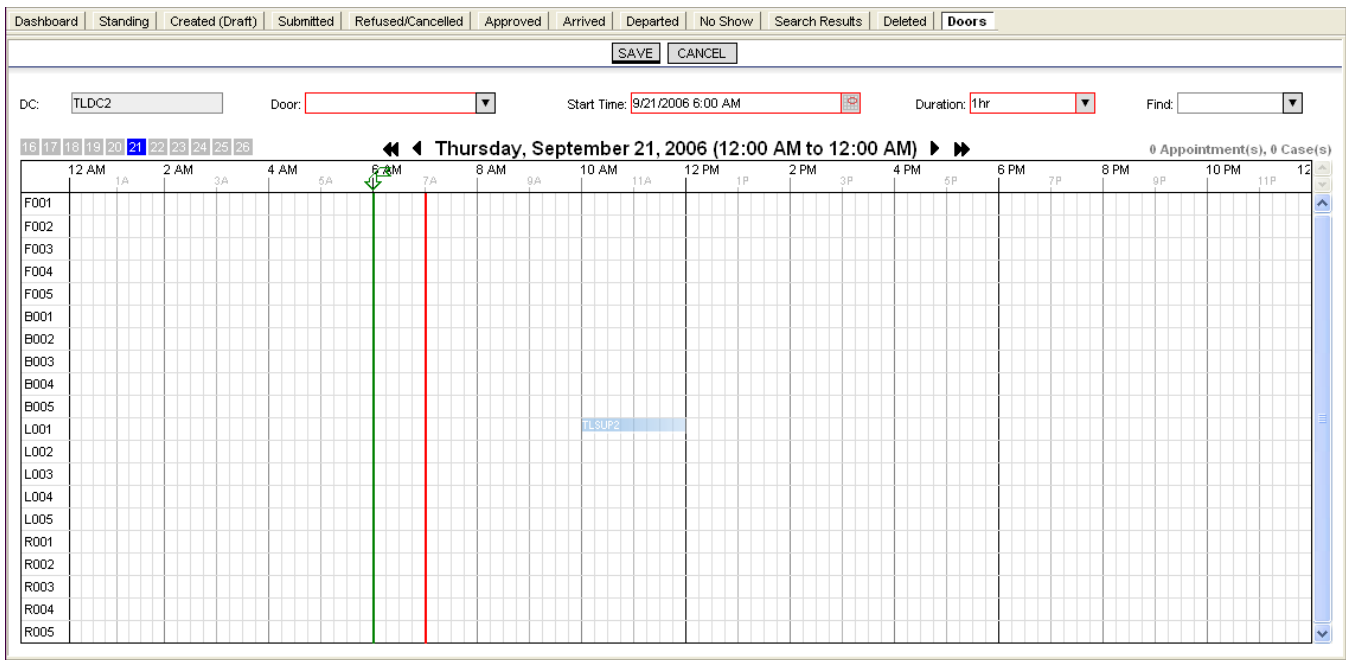 Dashboard Standing Created (Draft) Submitted Refused/Cancelled Approved Arrived Departed No Show Search Results Deleted Doors
SAVE CANCEL
DC: TLDC2 Door: Start Time: 9/21/2006 6:00 AM Duration: 1hr Find:
16 17 18 19 20 21 22 23 24 25 26 Thursday, September 21, 2006 (12:00 AM to 12:00 AM) 0 Appointment(s), 0 Case(s)
12 AM 2 AM 4 AM 6 AM 8 AM 10 AM 12 PM 2 PM 4 PM 6 PM 8 PM 10 PM 12
1A 3A 5A 7A 9A 11A 1P 3P 5P 7P 9P 11P
F001
F002
F003
F004
F005
B001
B002
B003
B004
B005
L001 TLSUP2
L002
L003
L004
L005
R001
R002
R003
R004
R005